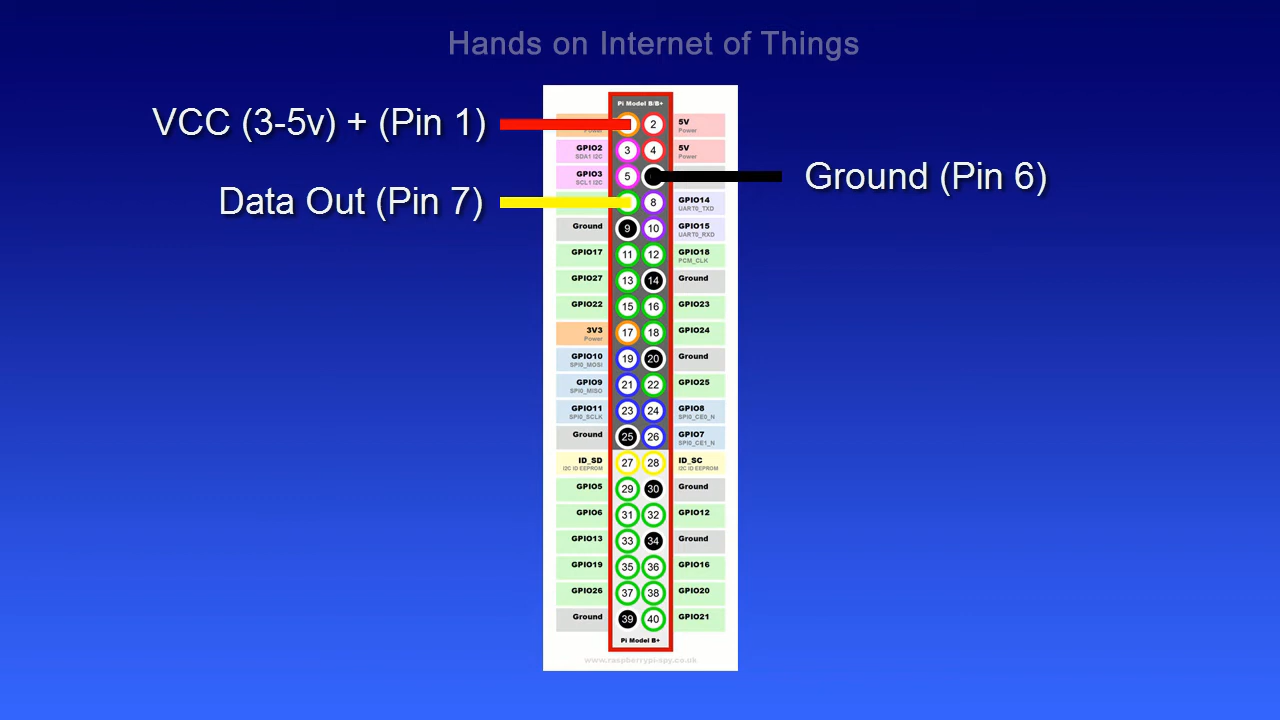 Hands on Internet of Things
Pi Model B/B+
VCC (3-5v) + (Pin 1)
Power
2
5V
Power
GPIO2
SDA1 I2C
3
4
5V
Power
GPIO3
SCL1 I2C
5
Ground (Pin 6)
Data Out (Pin 7)
8
GPIO14
UART0_TXD
Ground
9
10
GPIO15
UART0_RXD
GPIO17
11
12
GPIO18
PCM_CLK
GPIO27
13
14
Ground
GPIO22
15
16
GPIO23
3V3
Power
17
18
GPIO24
GPIO10
SPI0_MOSI
19
20
Ground
GPIO9
SPI0_MISO
21
22
GPIO25
GPIO11
SPI0_SCLK
23
24
GPIO8
SPI0_CE0_N
Ground
25
26
GPIO7
SPI0_CE1_N
ID_SD
I2C ID EEPROM
27
28
ID_SC
I2C ID EEPROM
GPIO5
29
30
Ground
GPIO6
31
32
GPIO12
GPIO13
33
34
Ground
GPIO19
35
36
GPIO16
GPIO26
37
38
GPIO20
Ground
39
40
GPIO21
Pi Model B+
www.raspberrypi-spy.co.uk